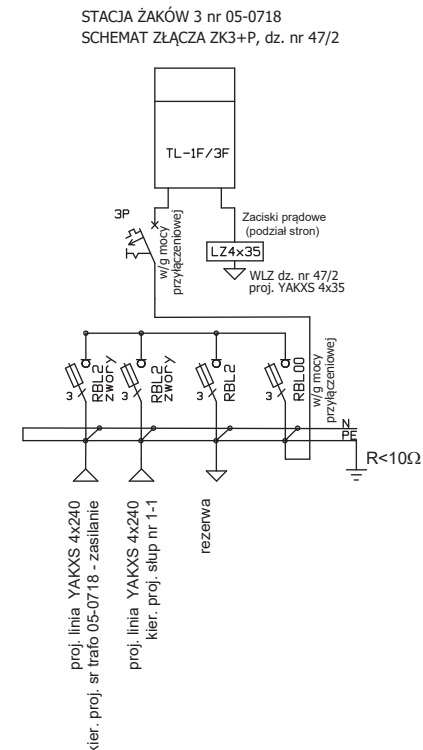 STACJA ŻAKÓW 3 nr 05-0718
SCHEMAT ZŁĄCZA ZK3+P, dz. nr 47/2
TL-1F/3F
3P
w/g mocy
przyłączeniowej
Zaciski prądowe
(podział stron)
LZ4x35
WLZ dz. nr 47/2
proj. YAKXS 4x35
3
RBL2
zwory
3
RBL2
zwory
3
RBL2
3
RBL00
w/g mocy
przyłączeniowej
N
PE
R<10Ω
proj. linia YAKXS 4x240
kier. proj. sr trafo 05-0718 - zasilanie
proj. linia YAKXS 4x240
kier. proj. słup nr 1-1
rezerwa